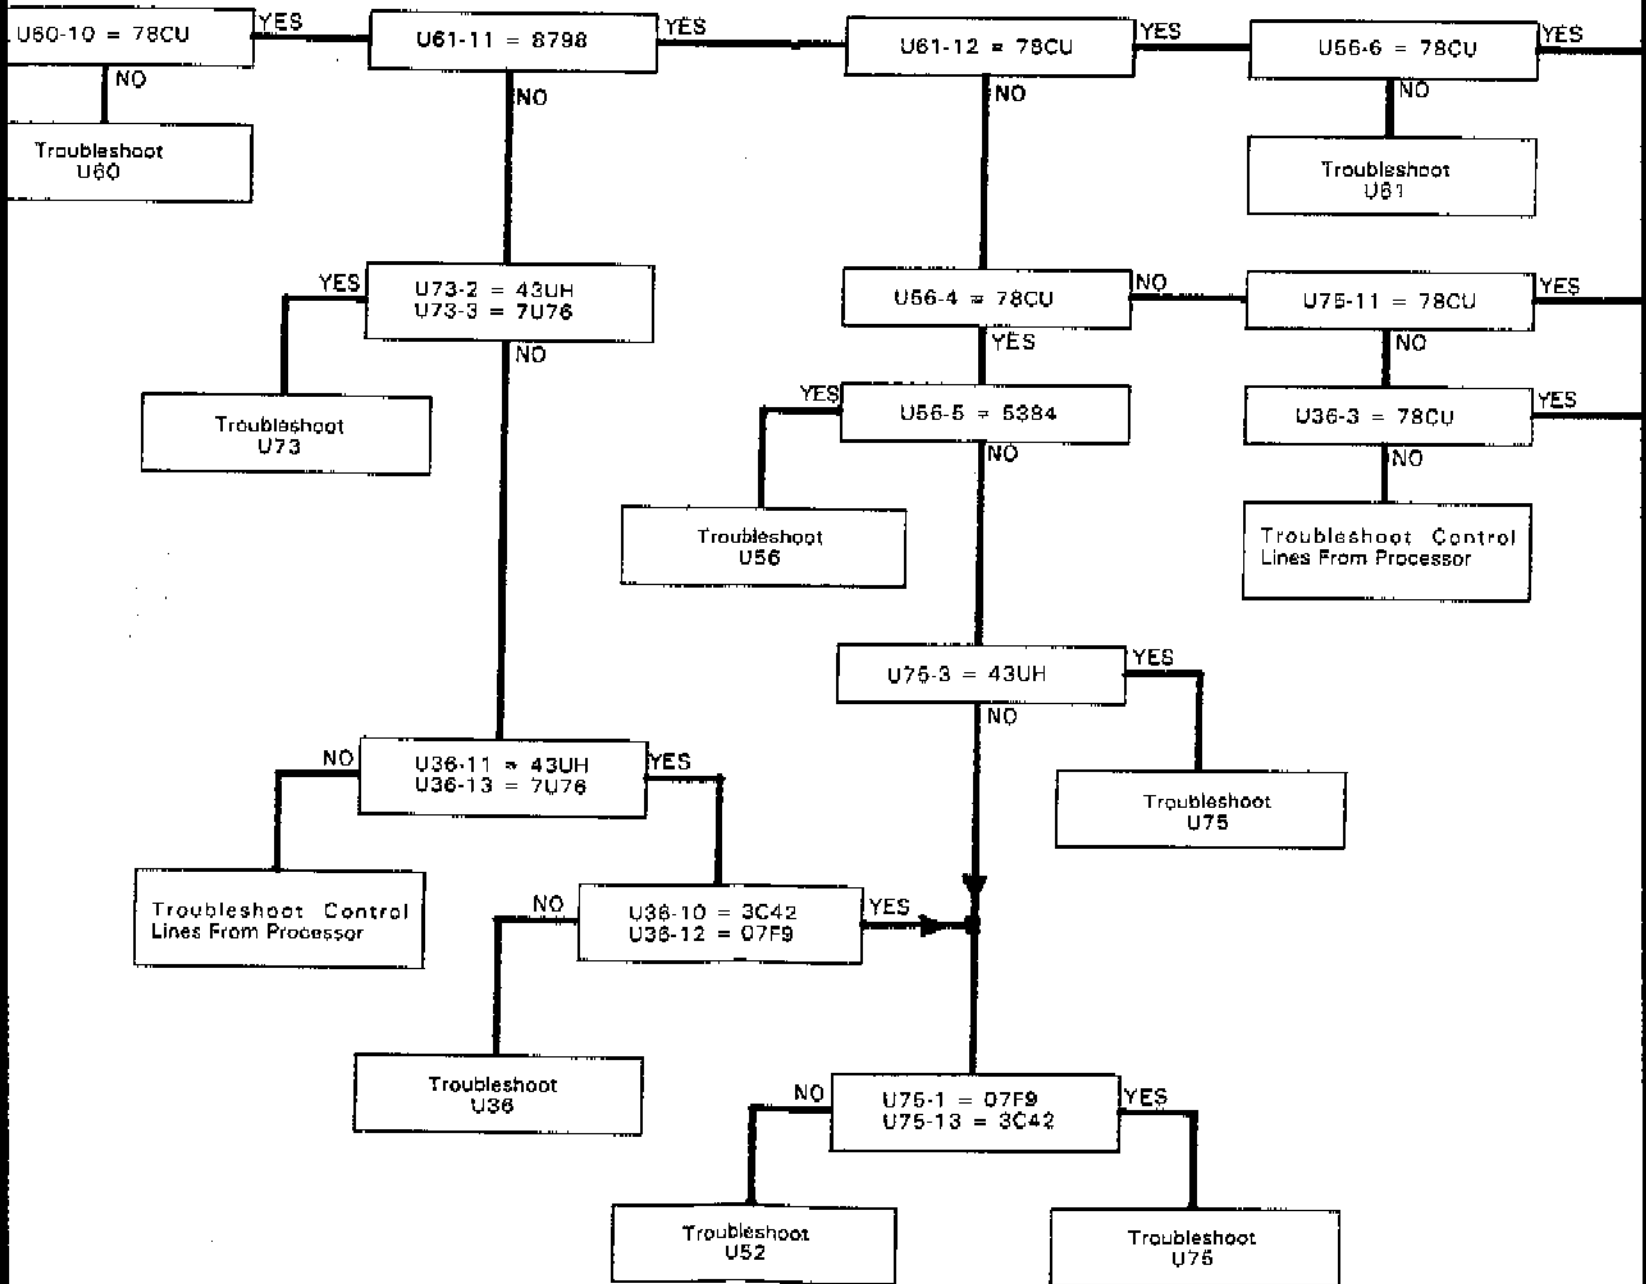 U60-10 = 78CU
YES
U61-11 = 8798
YES
U61-12 = 78CU
YES
U56-6 = 78CU
YES
NO
NO
NO
NO
Troubleshoot
U60
Troubleshoot
U61
YES
U73-2 = 43UH
U73-3 = 7U76
NO
U56-4 = 78CU
NO
U75-11 = 78CU
YES
YES
NO
Troubleshoot
U73
YES
U56-5 = 5384
NO
U36-3 = 78CU
YES
NO
Troubleshoot
U56
Troubleshoot Control
Lines From Processor
U75-3 = 43UH
YES
NO
NO
U36-11 = 43UH
U36-13 = 7U76
YES
Troubleshoot
U75
Troubleshoot Control
Lines From Processor
NO
U36-10 = 3C42
U36-12 = 07F9
YES
Troubleshoot
U36
NO
U75-1 = 07F9
U75-13 = 3C42
YES
Troubleshoot
U52
Troubleshoot
U75